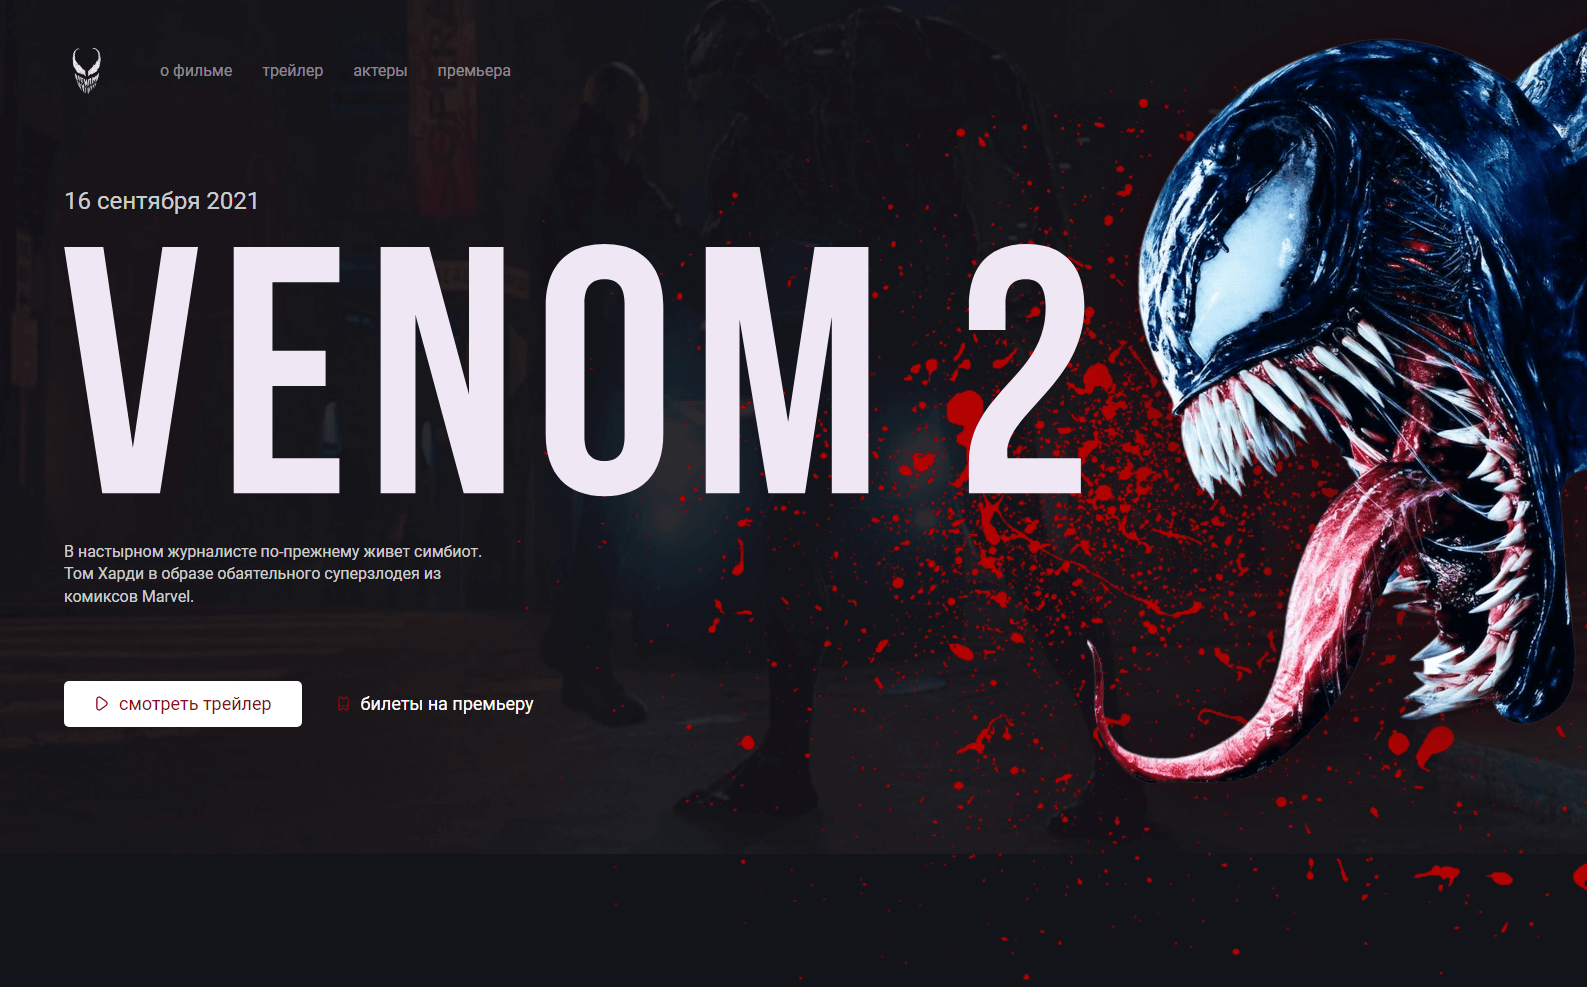 о фильме трейлер актеры премьера
16 сентября 2021
VENOM 2
В настырном журналисте по-прежнему живет симбиот.
Том Харди в образе обаятельного суперзлодея из
комиксов Marvel.
смотреть трейлер билеты на премьеру